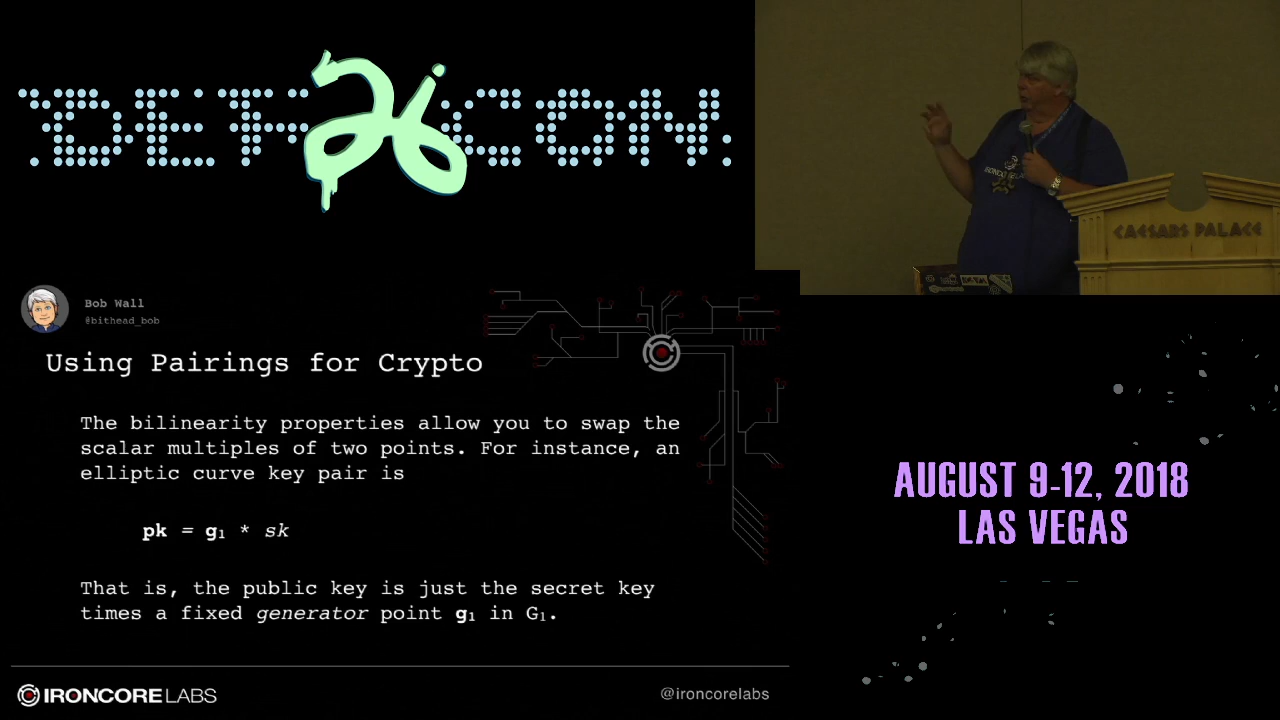 DEF CON
26
IRONCORE LABS
CAESARS PALACE
Bob Wall
@bithead_bob
Using Pairings for Crypto
The bilinearity properties allow you to swap the
scalar multiples of two points. For instance, an
elliptic curve key pair is
pk = g₁ * sk
That is, the public key is just the secret key
times a fixed generator point g₁ in G₁.
IRONCORE LABS
@ironcorelabs
AUGUST 9-12, 2018
LAS VEGAS